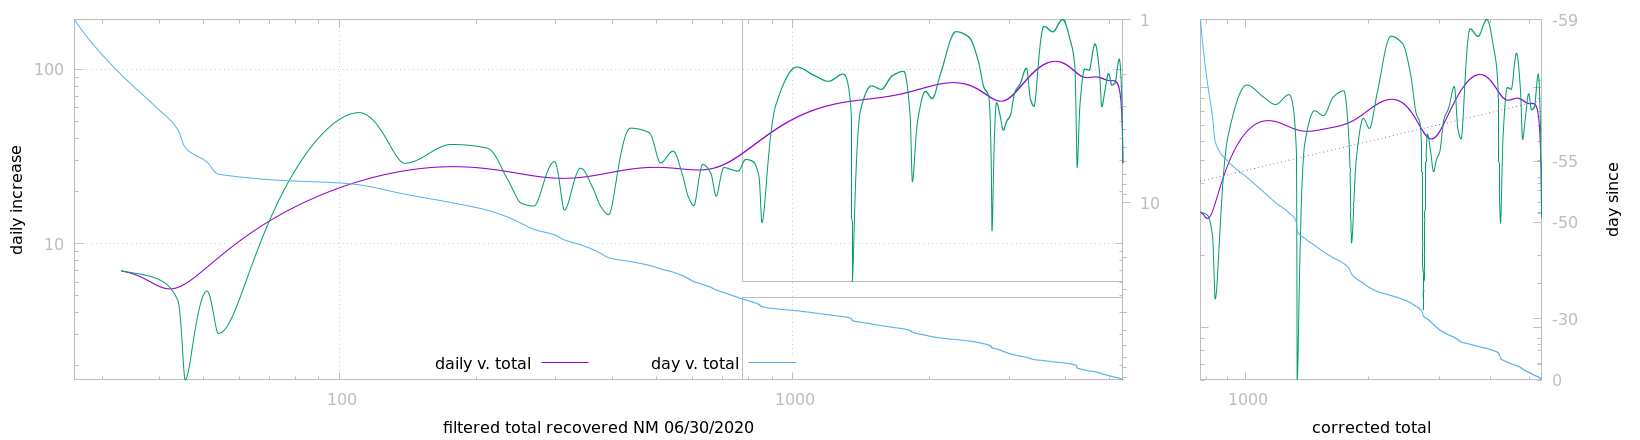 daily increase
100
10
100
1000
filtered total recovered NM 06/30/2020
daily v. total
day v. total
1
10
1000
corrected total
-59
-55
-50
-30
0
day since